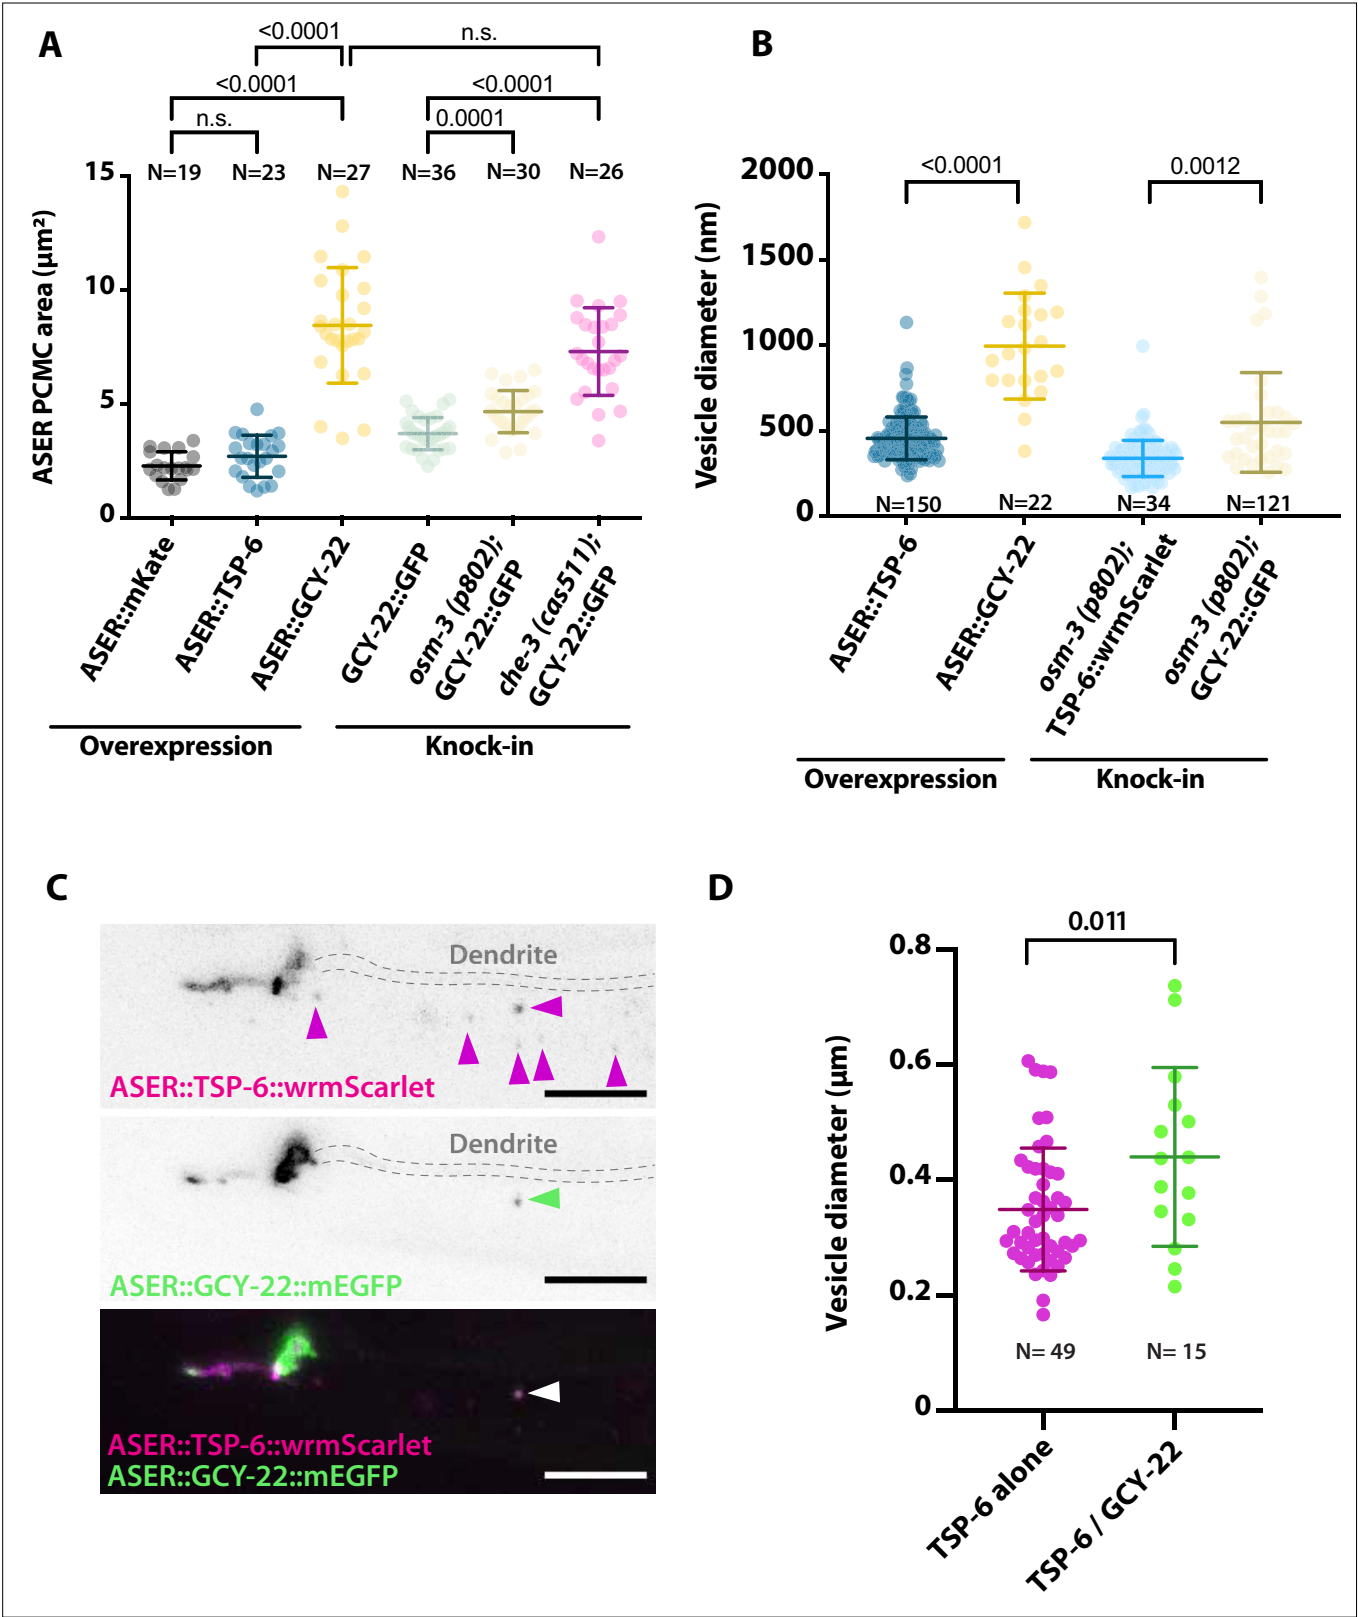 A
<0.0001
n.s.
<0.0001
<0.0001
n.s.
0.0001
N=19
N=23
N=27
N=36
N=30
N=26
15
10
5
0
ASER PCMC area (µm²)
ASER::mKate
ASER::TSP-6
ASER::GCY-22
GCY-22::GFP
osm-3 (p802);
GCY-22::GFP
che-3 (cas511);
GCY-22::GFP
Overexpression
Knock-in
B
<0.0001
0.0012
2000
1500
1000
500
0
Vesicle diameter (nm)
N=150
N=22
N=34
N=121
ASER::TSP-6
ASER::GCY-22
osm-3 (p802);
TSP-6::wrmScarlet
osm-3 (p802);
GCY-22::GFP
Overexpression
Knock-in
C
Dendrite
ASER::TSP-6::wrmScarlet
Dendrite
ASER::GCY-22::mEGFP
ASER::TSP-6::wrmScarlet
ASER::GCY-22::mEGFP
D
0.011
0.8
0.6
0.4
0.2
0
Vesicle diameter (µm)
N= 49
N= 15
TSP-6 alone
TSP-6 / GCY-22